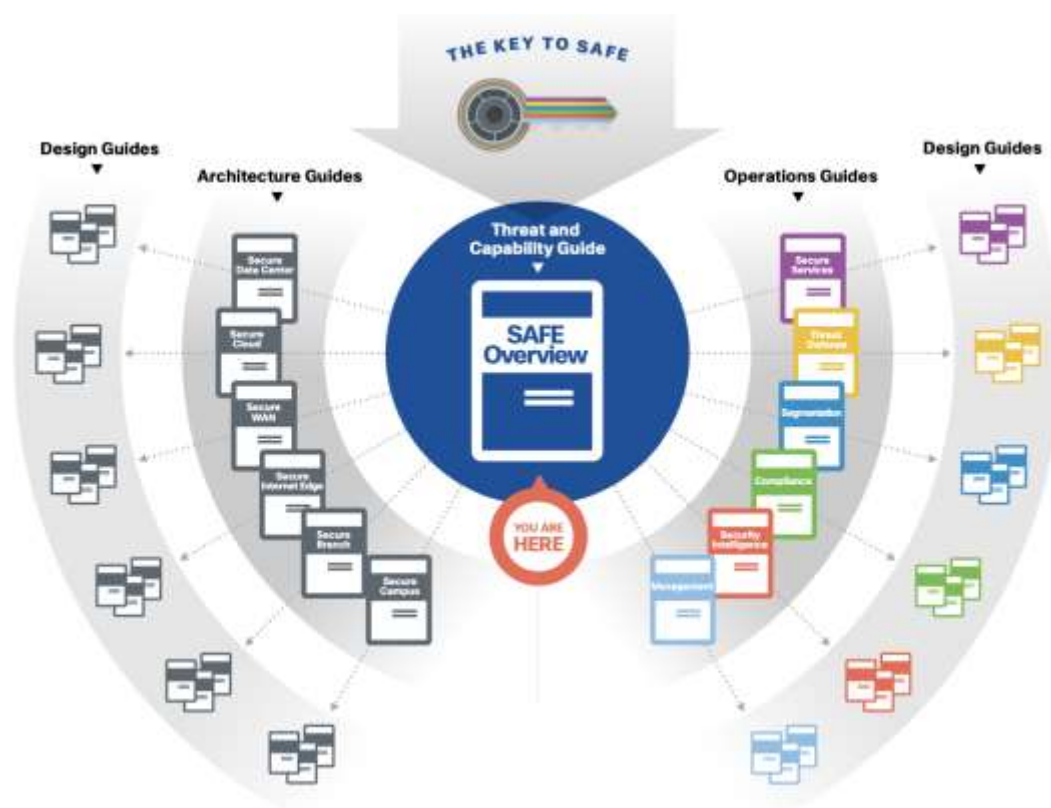 THE KEY TO SAFE
Design Guides
Architecture Guides
Operations Guides
Design Guides
Threat and
Capability Guide
SAFE
Overview
YOU ARE
HERE
Secure
Data Center
Secure
Cloud
Secure
WAN
Secure
Internet Edge
Secure
Branch
Secure
Campus
Secure
Services
Threat
Defense
Segmentation
Compliance
Security
Intelligence
Management